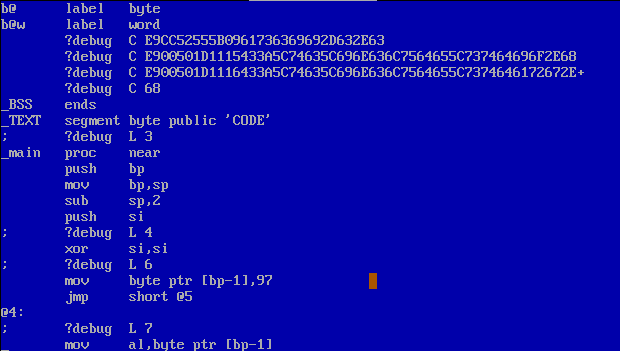 b@ label byte
b@w label word
?debug C E9CC52555B0961736369692D632E63
?debug C E900501D1115433A5C74635C696E636C7564655C737464696F2E68
?debug C E900501D1116433A5C74635C696E636C7564655C7374646172672E+
?debug C 68
_BSS ends
_TEXT segment byte public 'CODE'
; ?debug L 3
_main proc near
push bp
mov bp,sp
sub sp,2
push si
; ?debug L 4
xor si,si
; ?debug L 6
mov byte ptr [bp-1],97
jmp short @5
@4:
; ?debug L 7
mov al,byte ptr [bp-1]